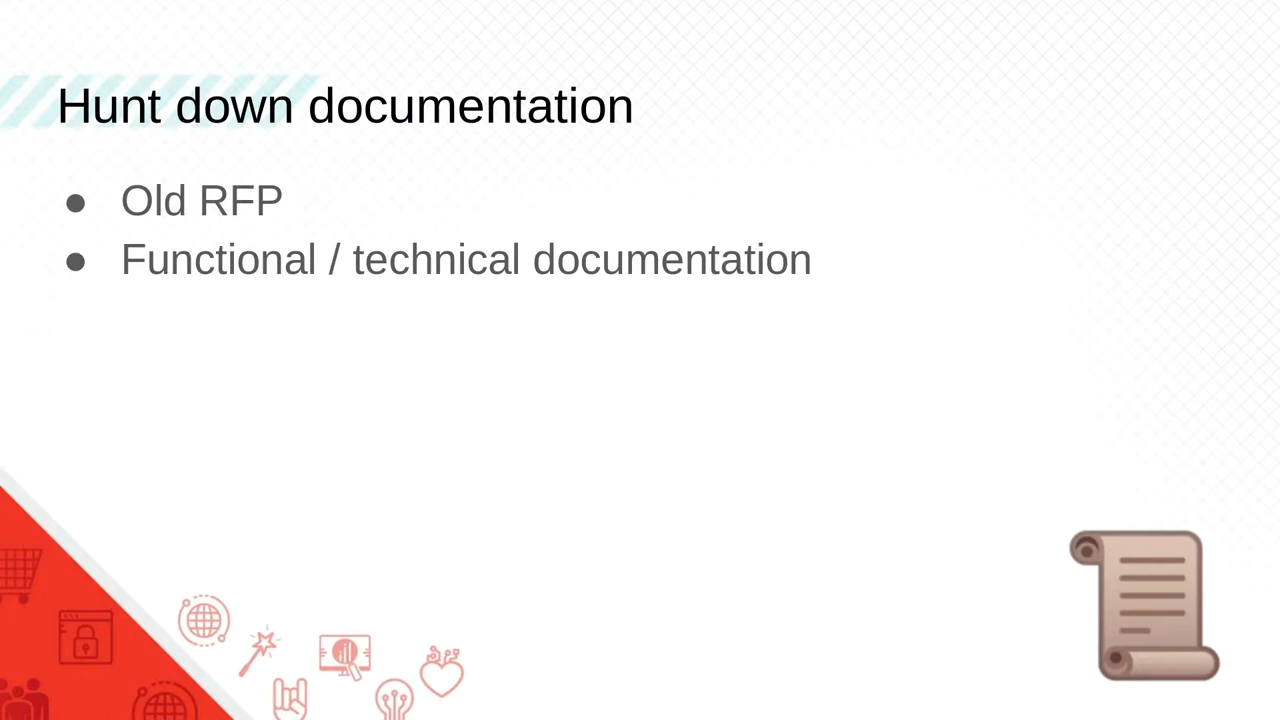 Hunt down documentation
● Old RFP
● Functional / technical documentation